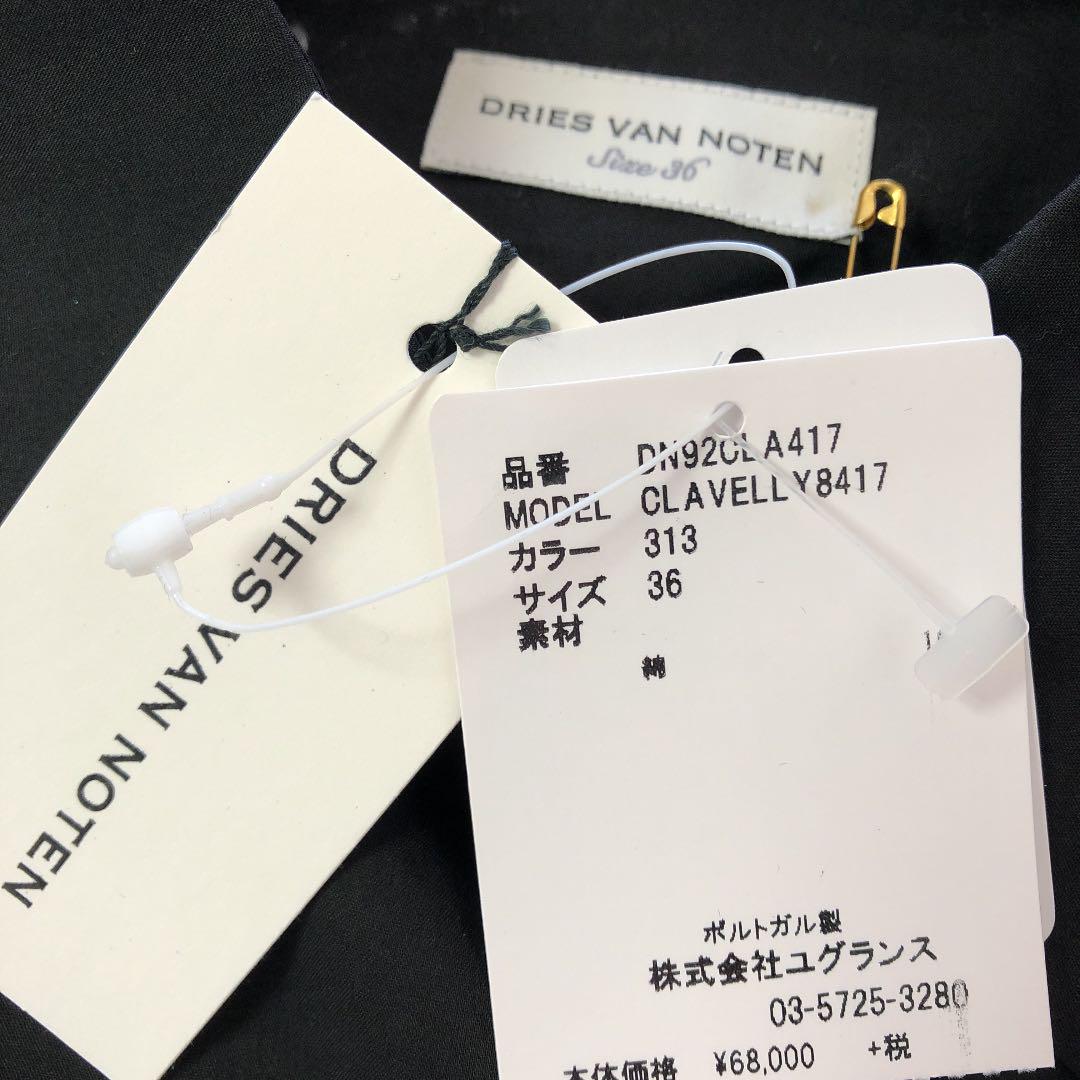 DRIES VAN NOTEN
Size 36
DRIES VAN NOTEN
品番 DN92CLA417
MODEL CLAVELLY8417
カラー 313
サイズ 36
素材
綿
ポルトガル製
株式会社ユグランス
03-5725-3280
本体価格 ¥68,000 +税